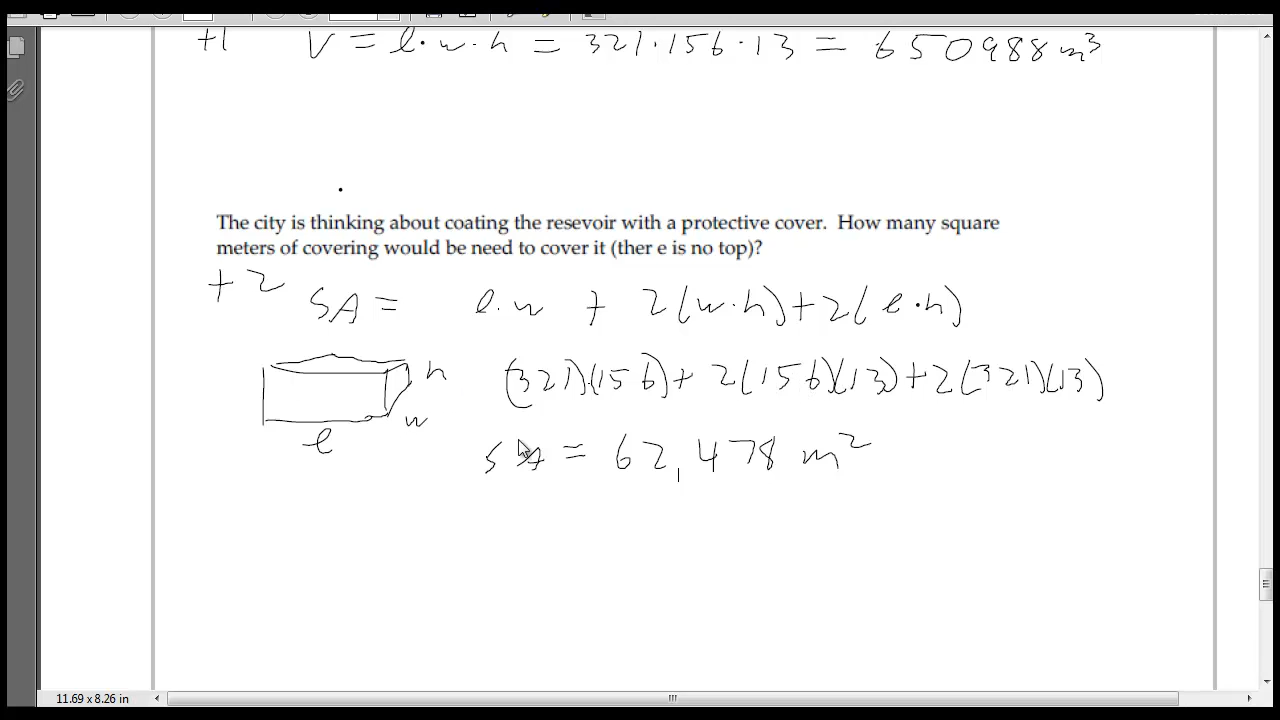 +1 V = l·w·h = 321·156·13 = 650988 m³
The city is thinking about coating the resevoir with a protective cover. How many square
meters of covering would be need to cover it (ther e is no top)?
+2
SA = l·w + 2(w·h)+2(l·h)
h
(321)·(156)+ 2(156)(13)+2(321)(13)
w
l
SA = 62,478 m²
11.69 x 8.26 in